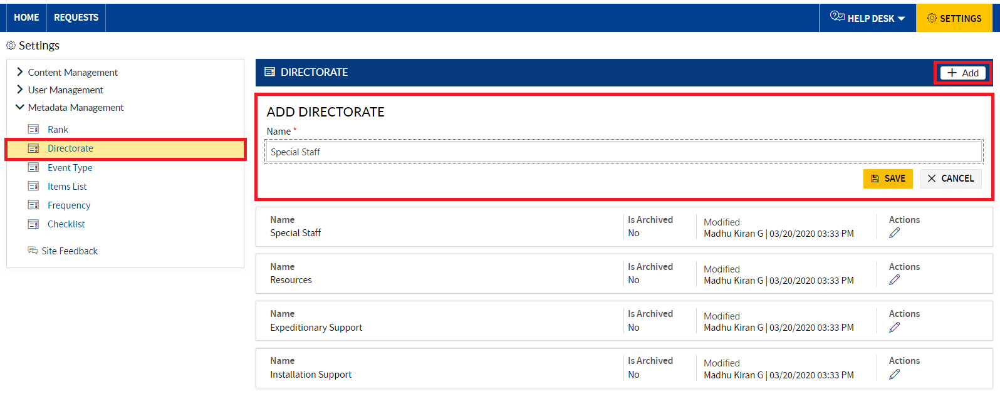 HOME REQUESTS HELP DESK SETTINGS
Settings
Content Management
User Management
Metadata Management
Rank
Directorate
Event Type
Items List
Frequency
Checklist
Site Feedback
DIRECTORATE + Add
ADD DIRECTORATE
Name *
Special Staff
SAVE CANCEL
Name Is Archived Modified Actions
Special Staff No Madhu Kiran G | 03/20/2020 03:33 PM
Name Is Archived Modified Actions
Resources No Madhu Kiran G | 03/20/2020 03:33 PM
Name Is Archived Modified Actions
Expeditionary Support No Madhu Kiran G | 03/20/2020 03:33 PM
Name Is Archived Modified Actions
Installation Support No Madhu Kiran G | 03/20/2020 03:33 PM